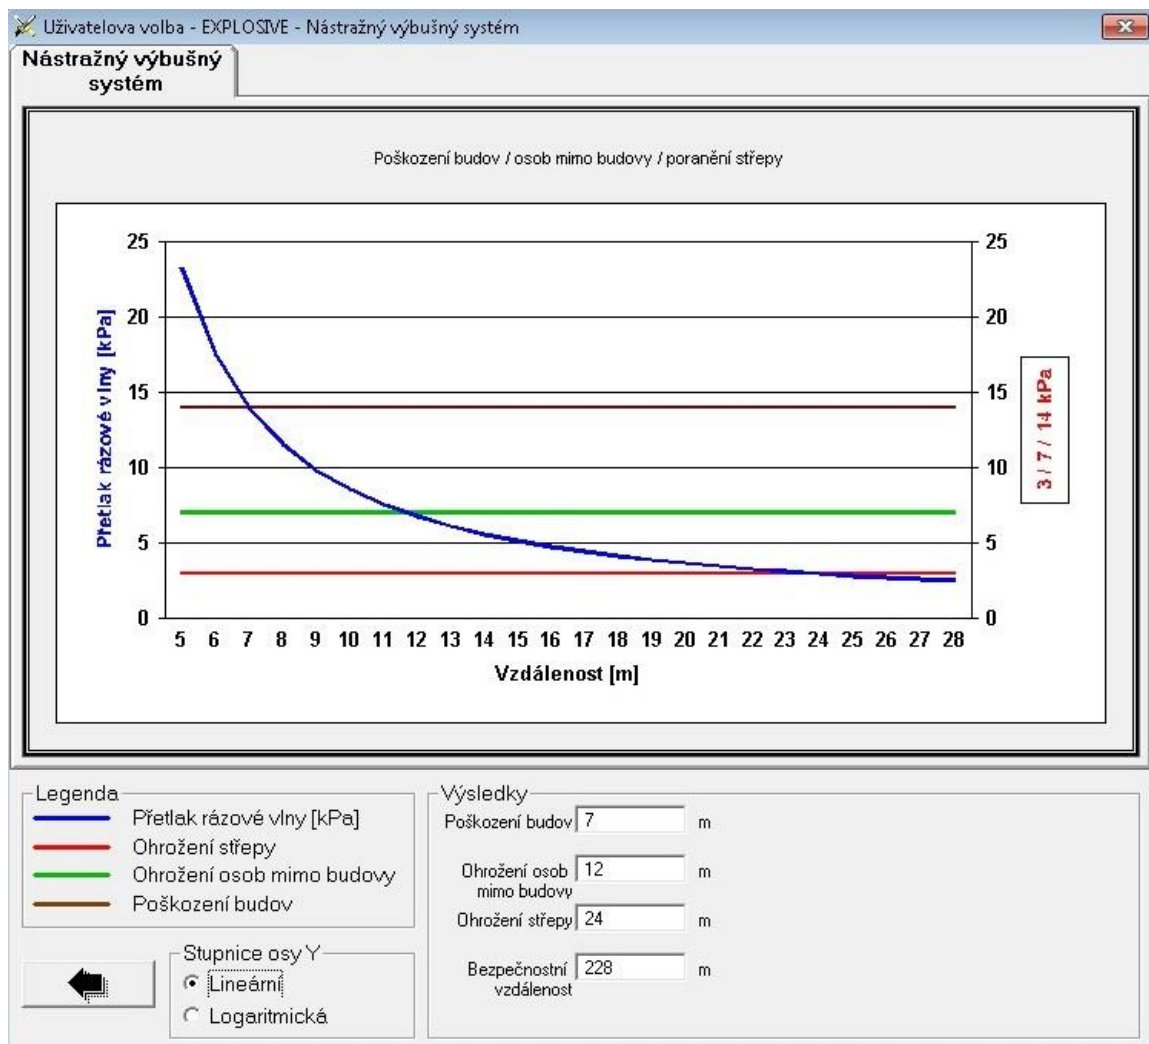 Uživatelova volba - EXPLOSIVE - Nástražný výbušný systém
Nástražný výbušný
systém
Poškození budov / osob mimo budovy / poranění střepy
Přetlak rázové vlny [kPa]
25
20
15
10
5
0
25
20
15
10
5
0
3 / 7 / 14 kPa
5 6 7 8 9 10 11 12 13 14 15 16 17 18 19 20 21 22 23 24 25 26 27 28
Vzdálenost [m]
Legenda
Přetlak rázové vlny [kPa]
Ohrožení střepy
Ohrožení osob mimo budovy
Poškození budov
Stupnice osy Y
Lineární
Logaritmická
Výsledky
Poškození budov 7 m
Ohrožení osob 12 m
mimo budovy
Ohrožení střepy 24 m
Bezpečnostní 228 m
vzdálenost